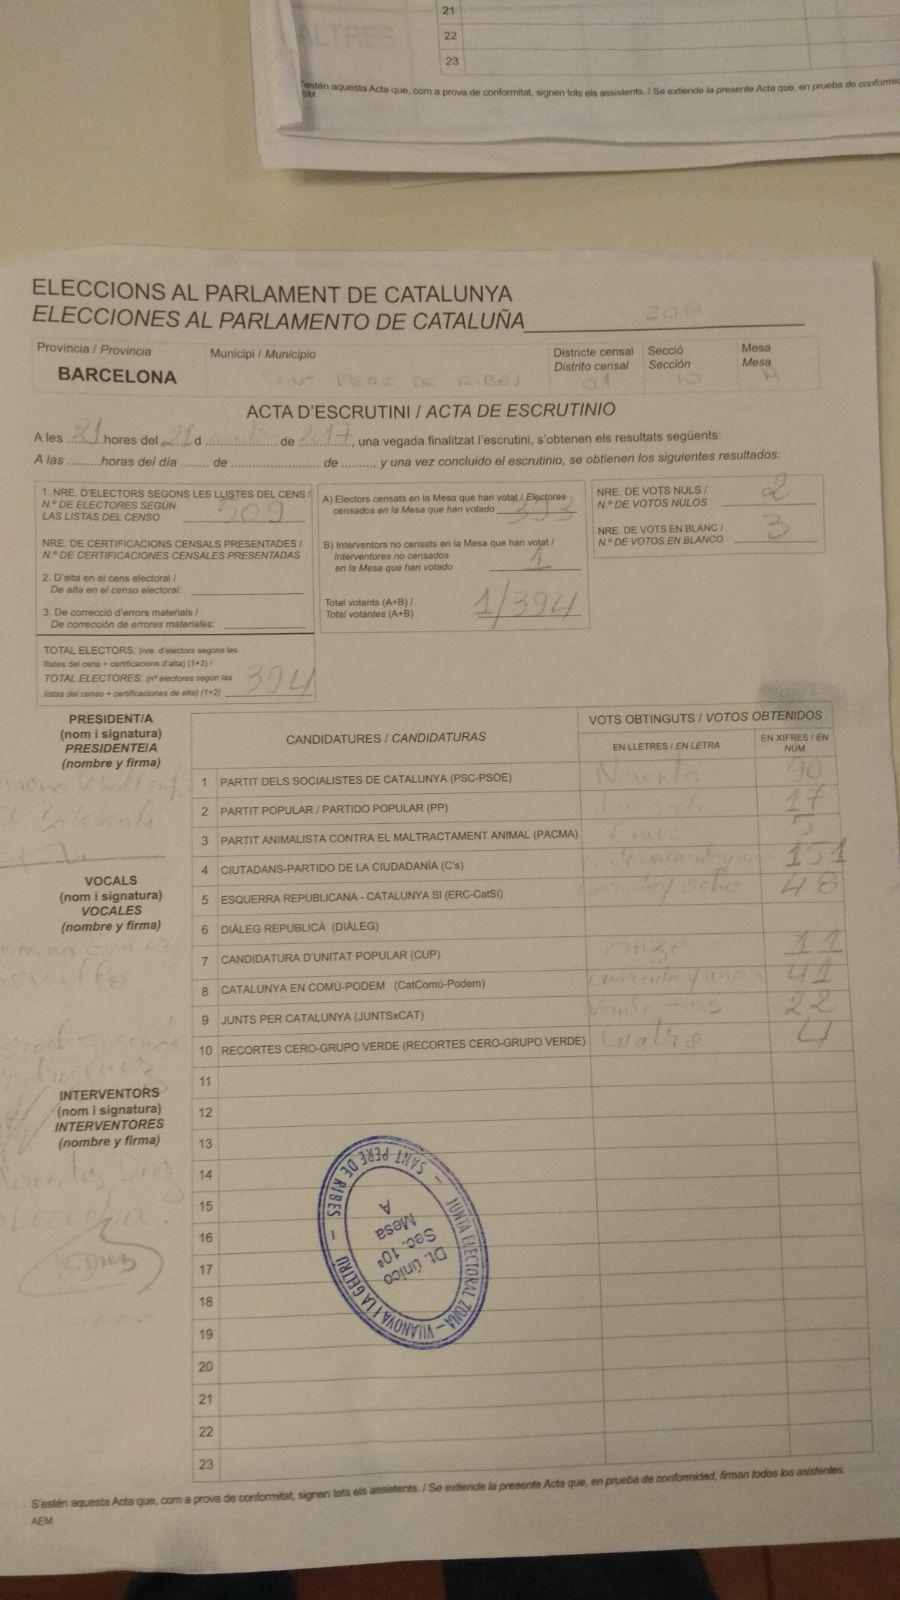 21
22
23
ALTRES
S'estén aquesta Acta que, com a prova de conformitat, signen tots els assistents. / Se extiende la presente Acta que, en prueba de
SM
ELECCIONS AL PARLAMENT DE CATALUNYA
ELECCIONES AL PARLAMENTO DE CATALUÑA 2017
Provincia / Provincia Municipi / Municipio Districte censal Secció Mesa
Distrito censal Sección Mesa
BARCELONA SANT PERE DE RIBES 01 10 A
ACTA D'ESCRUTINI / ACTA DE ESCRUTINIO
A les 21 hores del 21 d de 2017, una vegada finalitzat l'escrutini, s'obtenen els resultats següents:
A las ......... horas del día ....... de ........................ de ........., y una vez concluido el escrutinio, se obtienen los siguientes resultados:
1. NRE. D'ELECTORS SEGONS LES LLISTES DEL CENS /
N.º DE ELECTORES SEGÚN
LAS LISTAS DEL CENSO 509
NRE. DE CERTIFICACIONS CENSALS PRESENTADES /
N.º DE CERTIFICACIONES CENSALES PRESENTADAS
2. D'alta en el cens electoral /
De alta en el censo electoral:
3. De correcció d'errors materials /
De corrección de errores materiales:
TOTAL ELECTORS: (nre. d'electors segons les
llistes del cens + certificacions d'alta) (1+2) /
TOTAL ELECTORES: (nº electores según las
listas del censo + certificaciones de alta) (1+2) 394
A) Electors censats en la Mesa que han votat / Electores
censados en la Mesa que han votado 393
B) Interventors no censats en la Mesa que han votat /
Interventores no censados
en la Mesa que han votado 1
Total votants (A+B) /
Total votantes (A+B) 1/394
NRE. DE VOTS NULS /
N.º DE VOTOS NULOS 2
NRE. DE VOTS EN BLANC /
N.º DE VOTOS EN BLANCO 3
PRESIDENT/A
(nom i signatura)
PRESIDENTE/A
(nombre y firma)
VOCALS
(nom i signatura)
VOCALES
(nombre y firma)
INTERVENTORS
(nom i signatura)
INTERVENTORES
(nombre y firma)
CANDIDATURES / CANDIDATURAS VOTS OBTINGUTS / VOTOS OBTENIDOS
EN LLETRES / EN LETRA EN XIFRES / EN NÚM.
1 PARTIT DELS SOCIALISTES DE CATALUNYA (PSC-PSOE) Noventa 90
2 PARTIT POPULAR / PARTIDO POPULAR (PP) 17
3 PARTIT ANIMALISTA CONTRA EL MALTRACTAMENT ANIMAL (PACMA) 5
4 CIUTADANS-PARTIDO DE LA CIUDADANÍA (C's) 151
5 ESQUERRA REPUBLICANA - CATALUNYA SI (ERC-CatSí) 48
6 DIÀLEG REPUBLICÀ (DIÀLEG)
7 CANDIDATURA D'UNITAT POPULAR (CUP) onze 11
8 CATALUNYA EN COMÚ-PODEM (CatComú-Podem) 41
9 JUNTS PER CATALUNYA (JUNTSxCAT) 22
10 RECORTES CERO-GRUPO VERDE (RECORTES CERO-GRUPO VERDE) Cuatro 4
11
12
13
14
15
16
17
18
19
20
21
22
23
JUNTA ELECTORAL ZONA - VILANOVA I LA GELTRÚ - SANT PERE DE RIBES -
Dt. único
Sec. 10ª
Mesa
A
S'estén aquesta Acta que, com a prova de conformitat, signen tots els assistents. / Se extiende la presente Acta que, en prueba de conformidad, firman todos los asistentes.
AEM